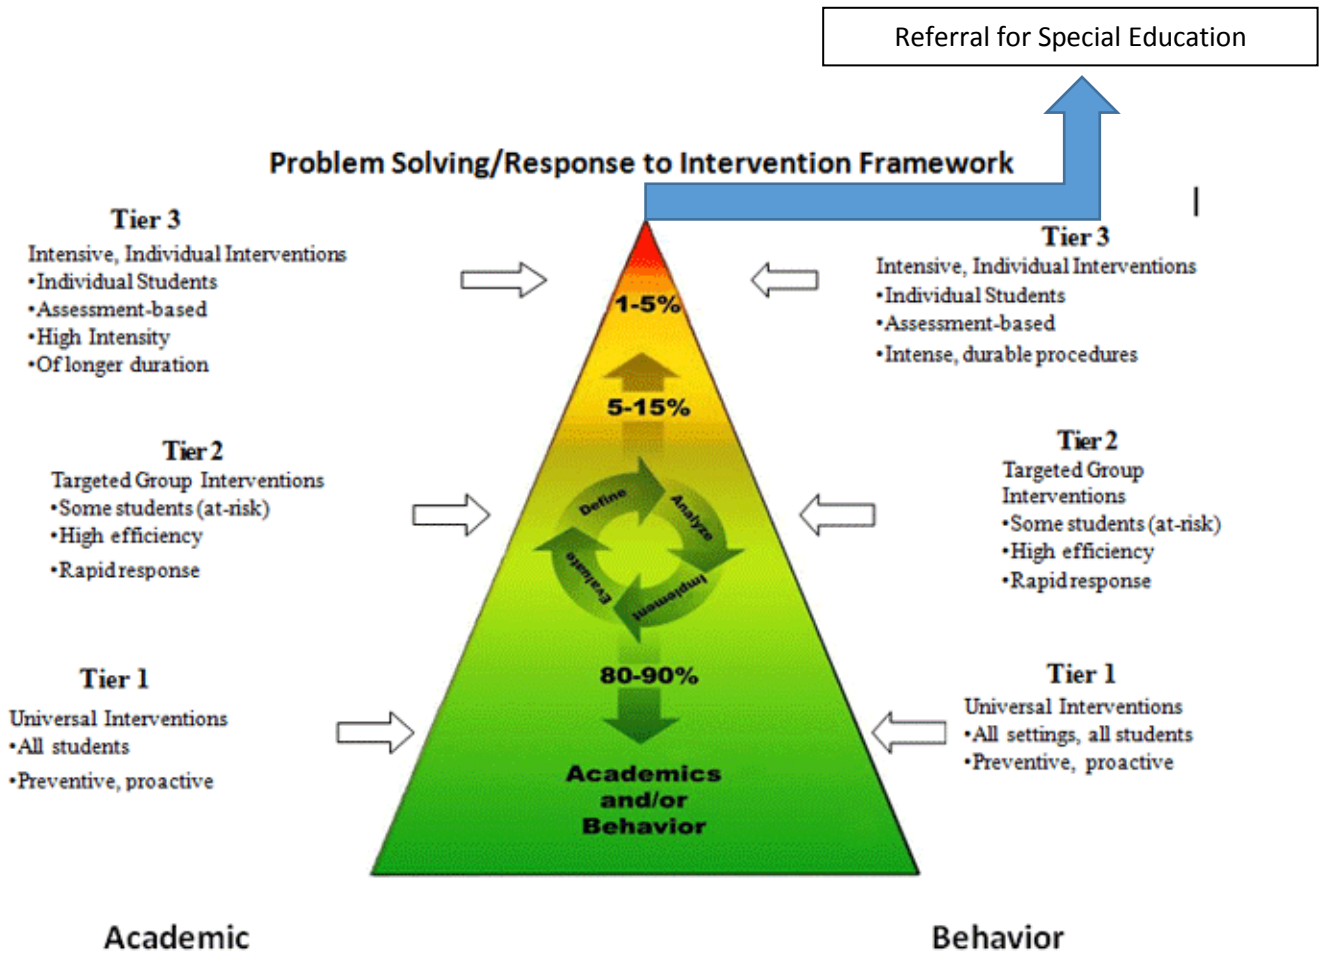 Referral for Special Education
Problem Solving/Response to Intervention Framework
Tier 3
Intensive, Individual Interventions
•Individual Students
•Assessment-based
•High Intensity
•Of longer duration
Tier 2
Targeted Group Interventions
•Some students (at-risk)
•High efficiency
•Rapid response
Tier 1
Universal Interventions
•All students
•Preventive, proactive
1-5%
5-15%
Define
Analyze
Implement
Evaluate
80-90%
Academics
and/or
Behavior
Tier 3
Intensive, Individual Interventions
•Individual Students
•Assessment-based
•Intense, durable procedures
Tier 2
Targeted Group
Interventions
•Some students (at-risk)
•High efficiency
•Rapid response
Tier 1
Universal Interventions
•All settings, all students
•Preventive, proactive
Academic
Behavior